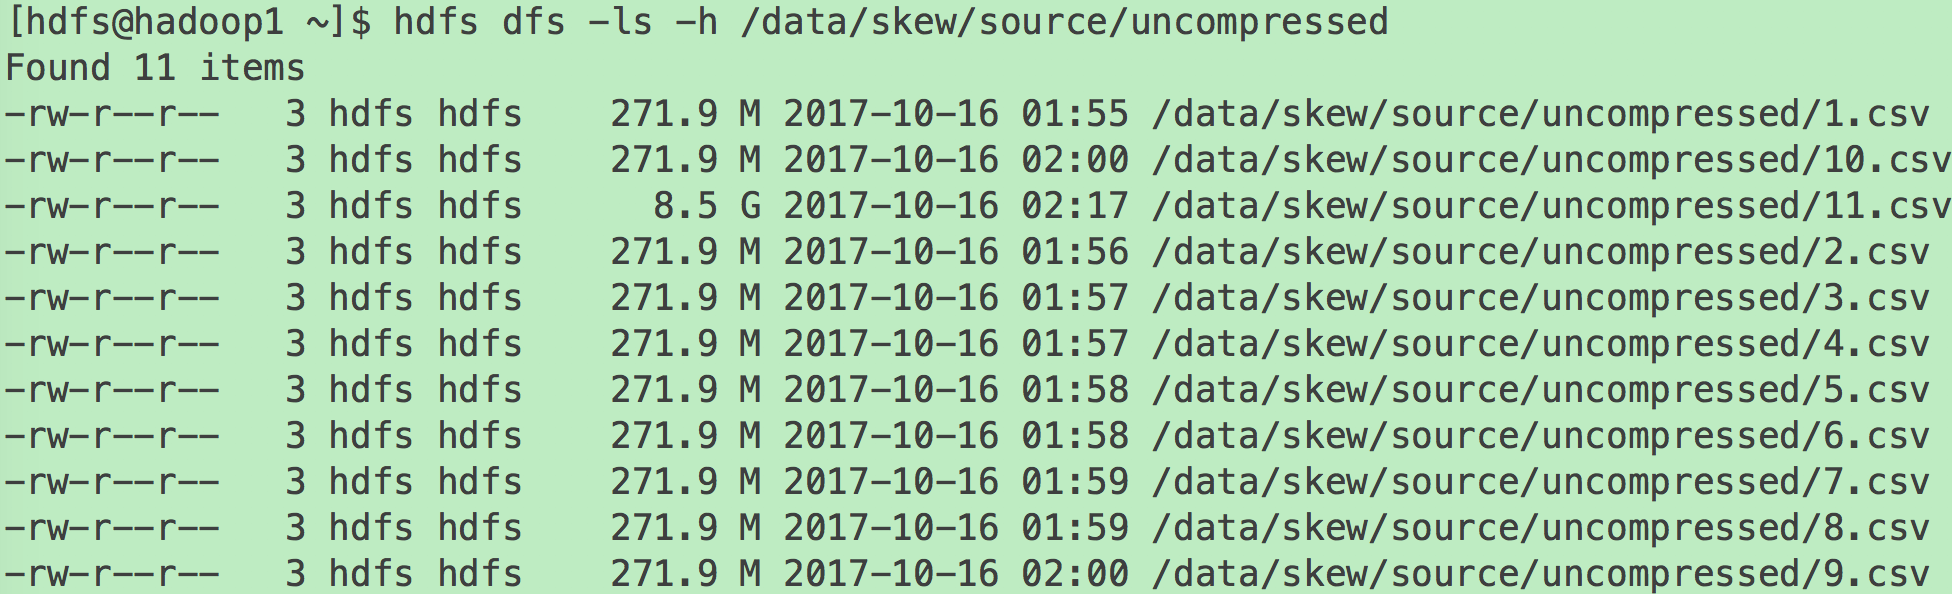 [hdfs@hadoop1 ~]$ hdfs dfs -ls -h /data/skew/source/uncompressed
Found 11 items
-rw-r--r--   3 hdfs hdfs    271.9 M 2017-10-16 01:55 /data/skew/source/uncompressed/1.csv
-rw-r--r--   3 hdfs hdfs    271.9 M 2017-10-16 02:00 /data/skew/source/uncompressed/10.csv
-rw-r--r--   3 hdfs hdfs      8.5 G 2017-10-16 02:17 /data/skew/source/uncompressed/11.csv
-rw-r--r--   3 hdfs hdfs    271.9 M 2017-10-16 01:56 /data/skew/source/uncompressed/2.csv
-rw-r--r--   3 hdfs hdfs    271.9 M 2017-10-16 01:57 /data/skew/source/uncompressed/3.csv
-rw-r--r--   3 hdfs hdfs    271.9 M 2017-10-16 01:57 /data/skew/source/uncompressed/4.csv
-rw-r--r--   3 hdfs hdfs    271.9 M 2017-10-16 01:58 /data/skew/source/uncompressed/5.csv
-rw-r--r--   3 hdfs hdfs    271.9 M 2017-10-16 01:58 /data/skew/source/uncompressed/6.csv
-rw-r--r--   3 hdfs hdfs    271.9 M 2017-10-16 01:59 /data/skew/source/uncompressed/7.csv
-rw-r--r--   3 hdfs hdfs    271.9 M 2017-10-16 01:59 /data/skew/source/uncompressed/8.csv
-rw-r--r--   3 hdfs hdfs    271.9 M 2017-10-16 02:00 /data/skew/source/uncompressed/9.csv